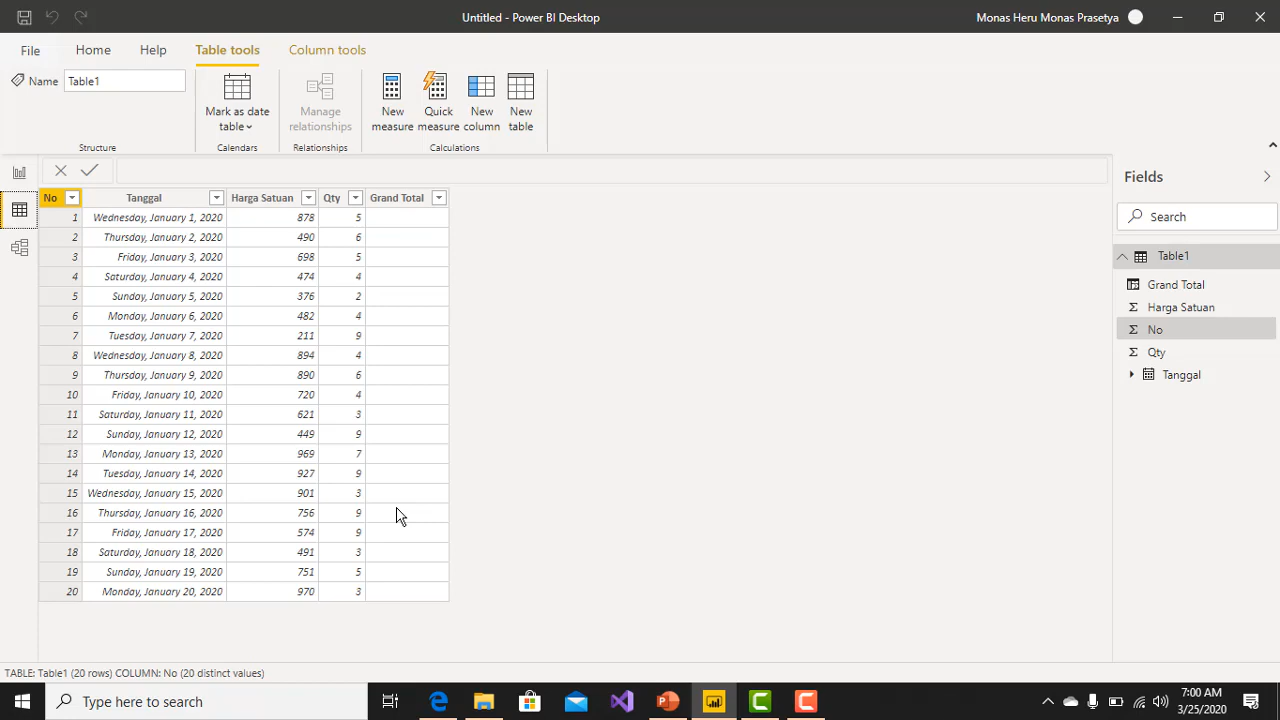 Untitled - Power BI Desktop
Monas Heru Monas Prasetya
File
Home
Help
Table tools
Column tools
Name
Table1
Mark as date
table
Manage
relationships
New
measure
Quick
measure
New
column
New
table
Structure
Calendars
Relationships
Calculations
No Tanggal Harga Satuan Qty Grand Total
1 Wednesday, January 1, 2020 878 5
2 Thursday, January 2, 2020 490 6
3 Friday, January 3, 2020 698 5
4 Saturday, January 4, 2020 474 4
5 Sunday, January 5, 2020 376 2
6 Monday, January 6, 2020 482 4
7 Tuesday, January 7, 2020 211 9
8 Wednesday, January 8, 2020 894 4
9 Thursday, January 9, 2020 890 6
10 Friday, January 10, 2020 720 4
11 Saturday, January 11, 2020 621 3
12 Sunday, January 12, 2020 449 9
13 Monday, January 13, 2020 969 7
14 Tuesday, January 14, 2020 927 9
15 Wednesday, January 15, 2020 901 3
16 Thursday, January 16, 2020 756 9
17 Friday, January 17, 2020 574 9
18 Saturday, January 18, 2020 491 3
19 Sunday, January 19, 2020 751 5
20 Monday, January 20, 2020 970 3
Fields
Search
Table1
Grand Total
Σ Harga Satuan
Σ No
Σ Qty
Tanggal
TABLE: Table1 (20 rows) COLUMN: No (20 distinct values)
Type here to search
7:00 AM
3/25/2020